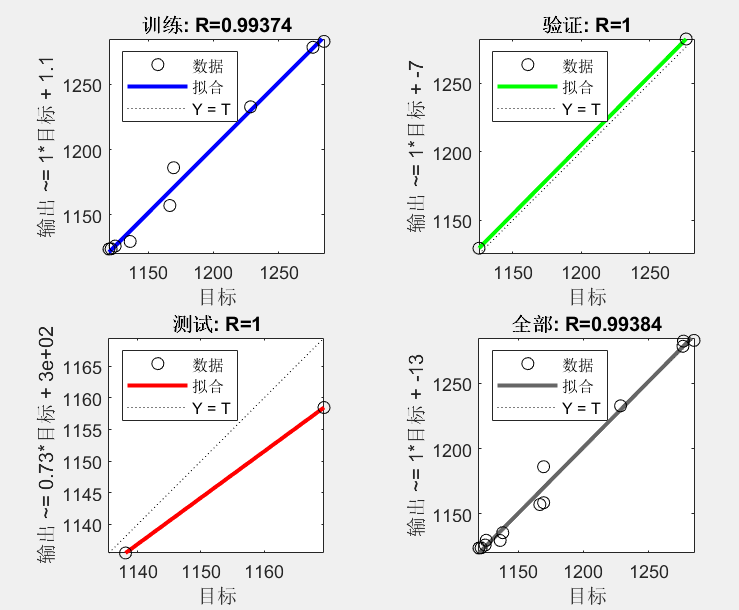 训练: R=0.99374
输出 ~= 1*目标 + 1.1
数据
拟合
Y = T
1250
1200
1150
1150 1200 1250
目标
验证: R=1
输出 ~= 1*目标 + -7
数据
拟合
Y = T
1250
1200
1150
1150 1200 1250
目标
测试: R=1
输出 ~= 0.73*目标 + 3e+02
数据
拟合
Y = T
1165
1160
1155
1150
1145
1140
1140 1150 1160
目标
全部: R=0.99384
输出 ~= 1*目标 + -13
数据
拟合
Y = T
1250
1200
1150
1150 1200 1250
目标